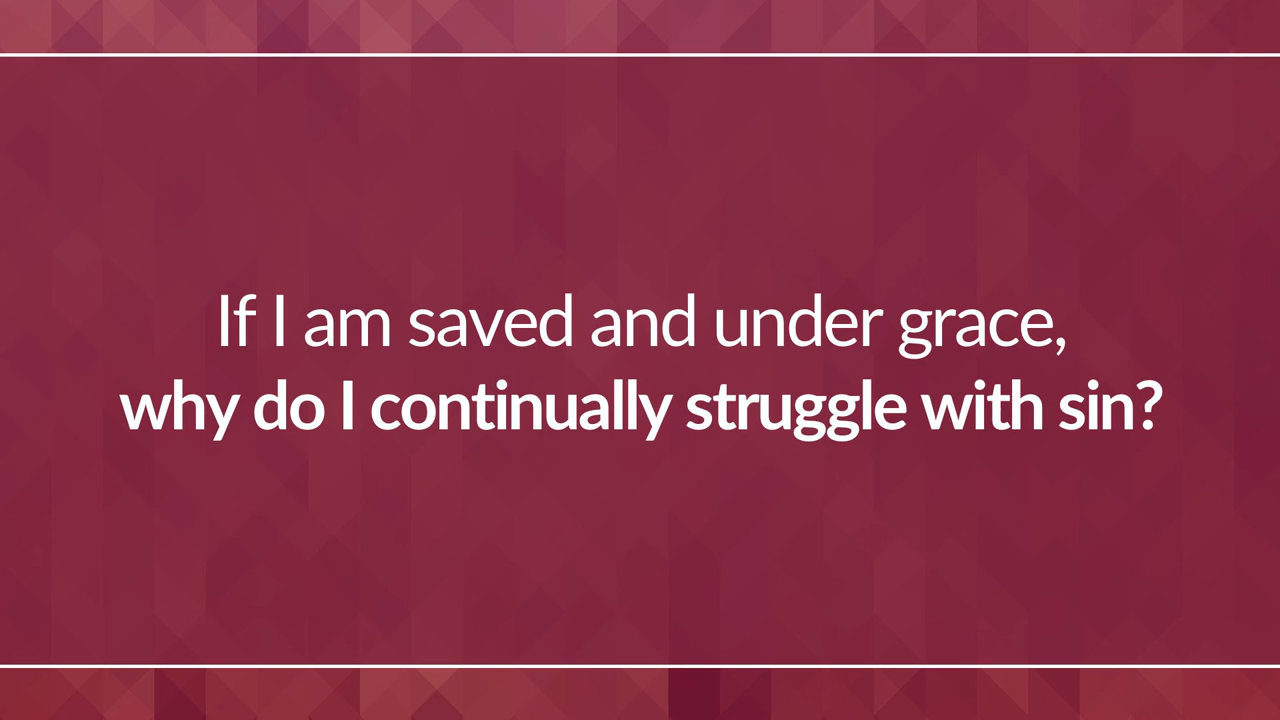 If I am saved and under grace,
why do I continually struggle with sin?